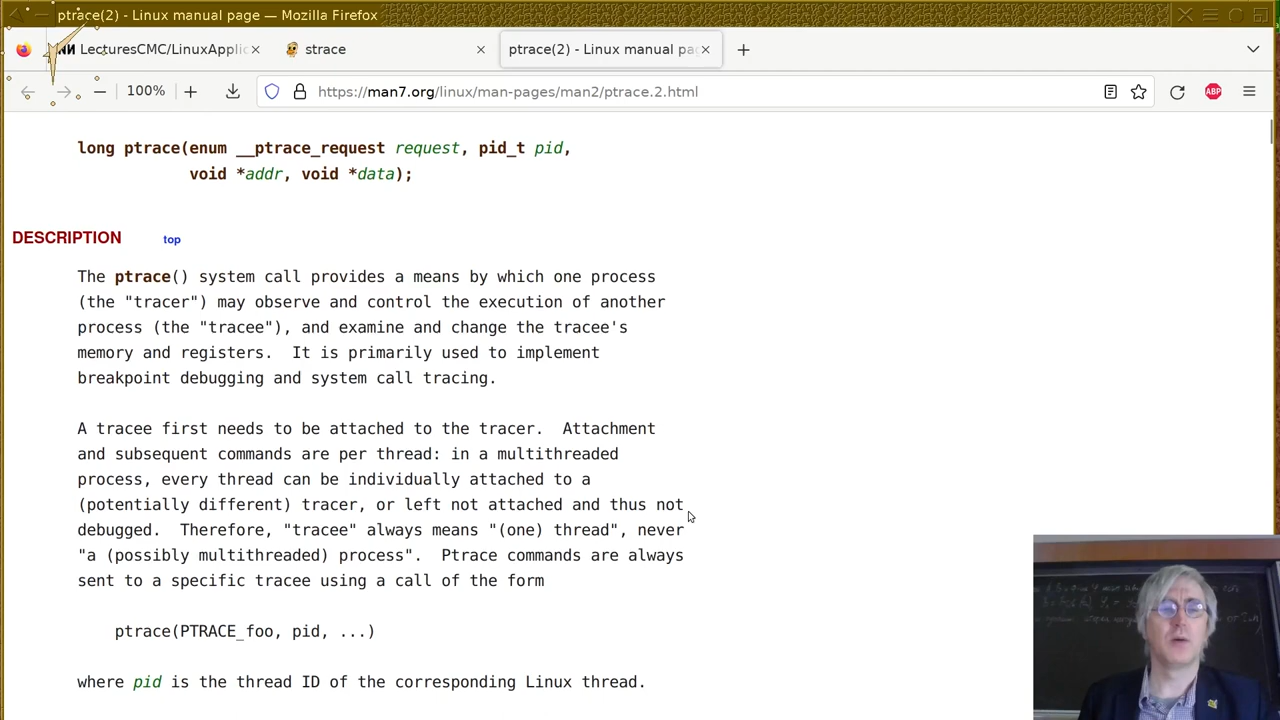 ptrace(2) - Linux manual page — Mozilla Firefox
LecturesCMC/LinuxApplic
strace
ptrace(2) - Linux manual pag
100%
https://man7.org/linux/man-pages/man2/ptrace.2.html
ABP
long ptrace(enum __ptrace_request request, pid_t pid,
void *addr, void *data);
DESCRIPTION top
The ptrace() system call provides a means by which one process
(the "tracer") may observe and control the execution of another
process (the "tracee"), and examine and change the tracee's
memory and registers. It is primarily used to implement
breakpoint debugging and system call tracing.
A tracee first needs to be attached to the tracer. Attachment
and subsequent commands are per thread: in a multithreaded
process, every thread can be individually attached to a
(potentially different) tracer, or left not attached and thus not
debugged. Therefore, "tracee" always means "(one) thread", never
"a (possibly multithreaded) process". Ptrace commands are always
sent to a specific tracee using a call of the form
ptrace(PTRACE_foo, pid, ...)
where pid is the thread ID of the corresponding Linux thread.